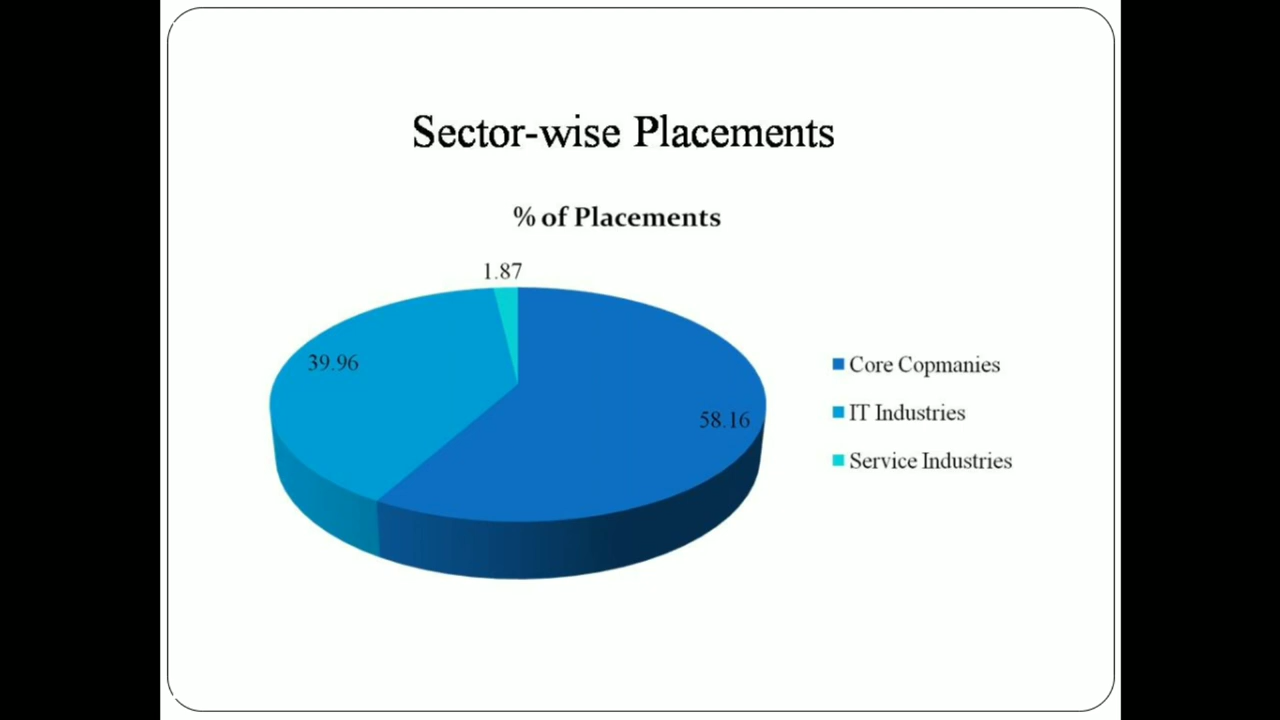 Sector-wise Placements
% of Placements
1.87
39.96
58.16
Core Copmanies
IT Industries
Service Industries